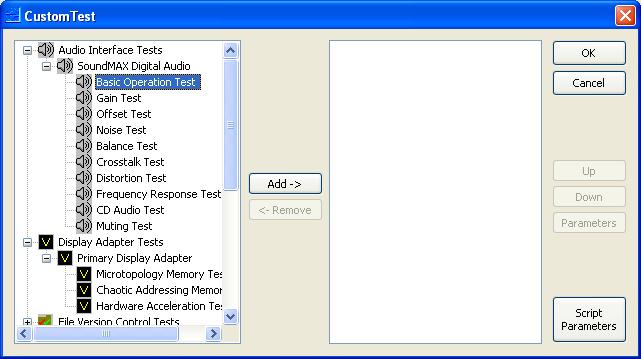 CustomTest
Audio Interface Tests
SoundMAX Digital Audio
Basic Operation Test
Gain Test
Offset Test
Noise Test
Balance Test
Crosstalk Test
Distortion Test
Frequency Response Test
CD Audio Test
Muting Test
Display Adapter Tests
Primary Display Adapter
Microtopology Memory Tes
Chaotic Addressing Memor
Hardware Acceleration Te
File Version Control Tests
Add ->
<- Remove
OK
Cancel
Up
Down
Parameters
Script
Parameters